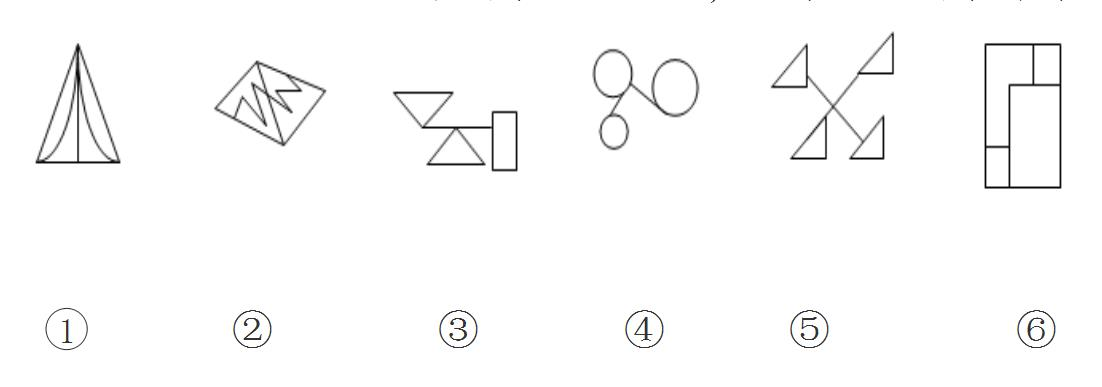 ① ② ③ ④ ⑤ ⑥